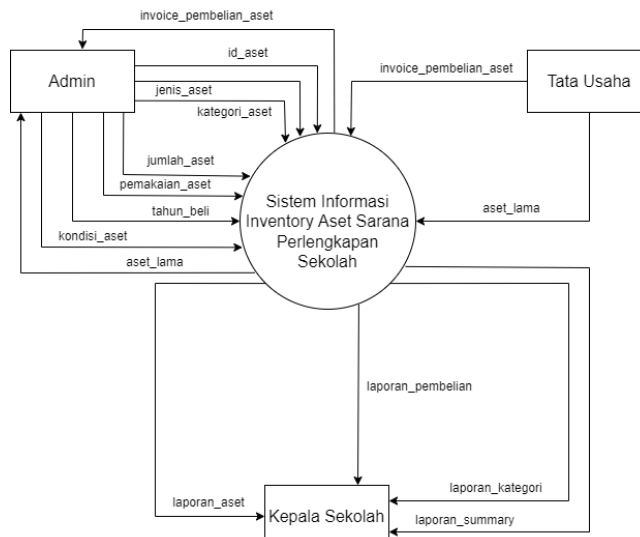 invoice_pembelian_aset
Admin
id_aset
jenis_aset
kategori_aset
invoice_pembelian_aset
Tata Usaha
jumlah_aset
pemakaian_aset
tahun_beli
kondisi_aset
aset_lama
Sistem Informasi
Inventory Aset Sarana
Perlengkapan
Sekolah
aset_lama
laporan_pembelian
laporan_aset
Kepala Sekolah
laporan_kategori
laporan_summary